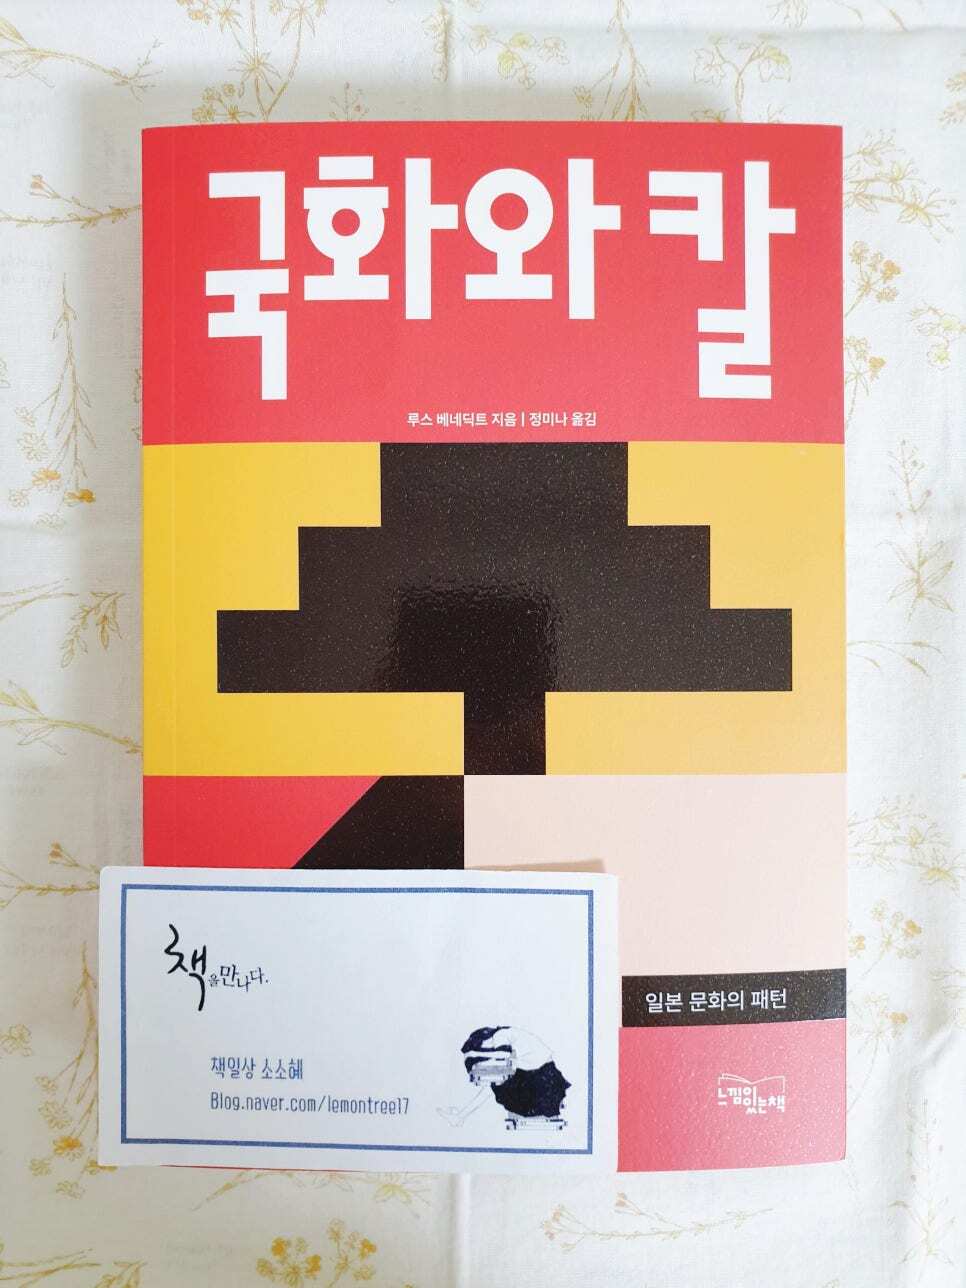 국화와 칼
루스 베네딕트 지음 | 정미나 옮김
일본 문화의 패턴
느낌이있는책
책을만나다.
책일상 소소혜
Blog.naver.com/lemontree17